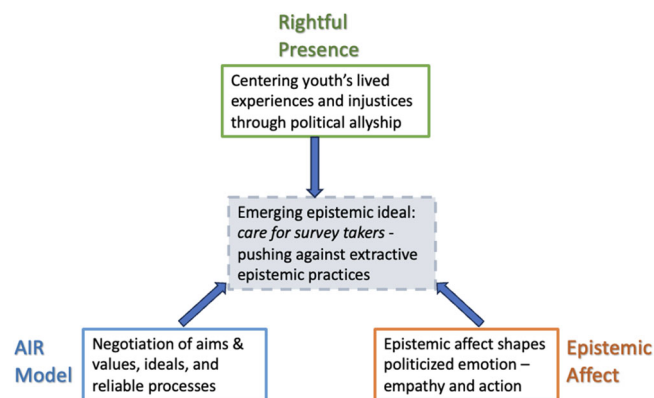 Rightful
Presence
Centering youth's lived
experiences and injustices
through political allyship
Emerging epistemic ideal:
care for survey takers -
pushing against extractive
epistemic practices
AIR
Model
Negotiation of aims &
values, ideals, and
reliable processes
Epistemic affect shapes
politicized emotion –
empathy and action
Epistemic
Affect